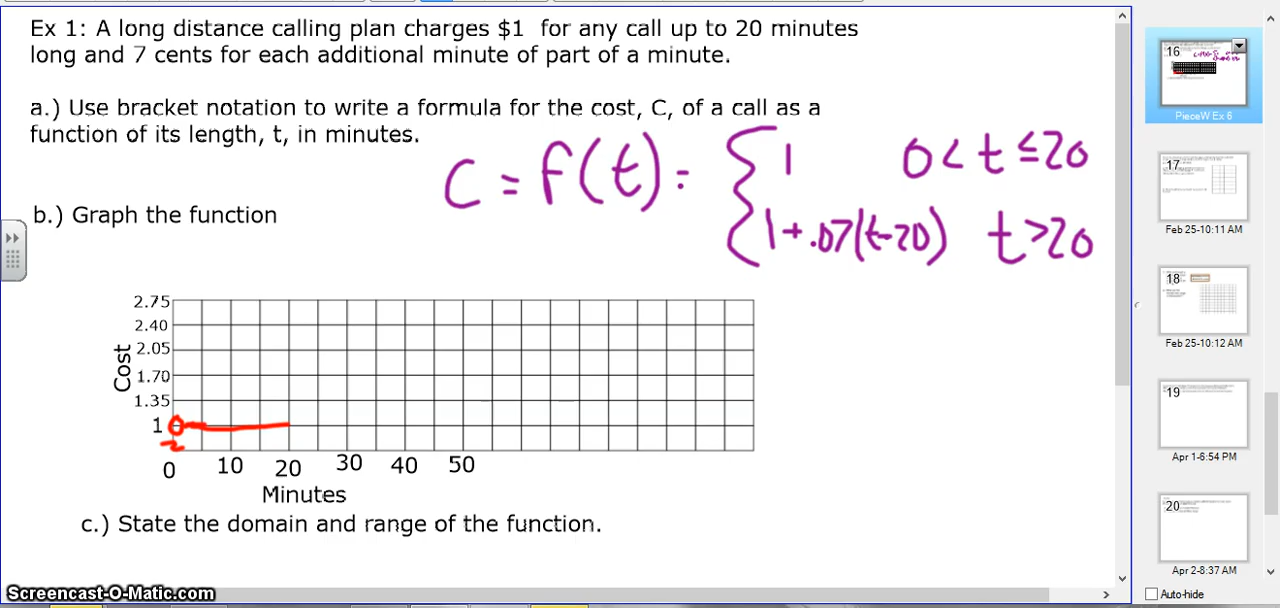 Ex 1: A long distance calling plan charges $1 for any call up to 20 minutes
long and 7 cents for each additional minute of part of a minute.
a.) Use bracket notation to write a formula for the cost, C, of a call as a
function of its length, t, in minutes.
C = f(t) = { 1 0 < t ≤ 20
1 + .07(t-20) t > 20
b.) Graph the function
2.75
2.40
2.05
1.70
1.35
1
Cost
0 10 20 30 40 50
Minutes
c.) State the domain and range of the function.
Screencast-O-Matic.com
16
PieceW Ex 6
17
Feb 25-10:11 AM
18
Feb 25-10:12 AM
19
Apr 1-6:54 PM
20
Apr 2-8:37 AM
Auto-hide